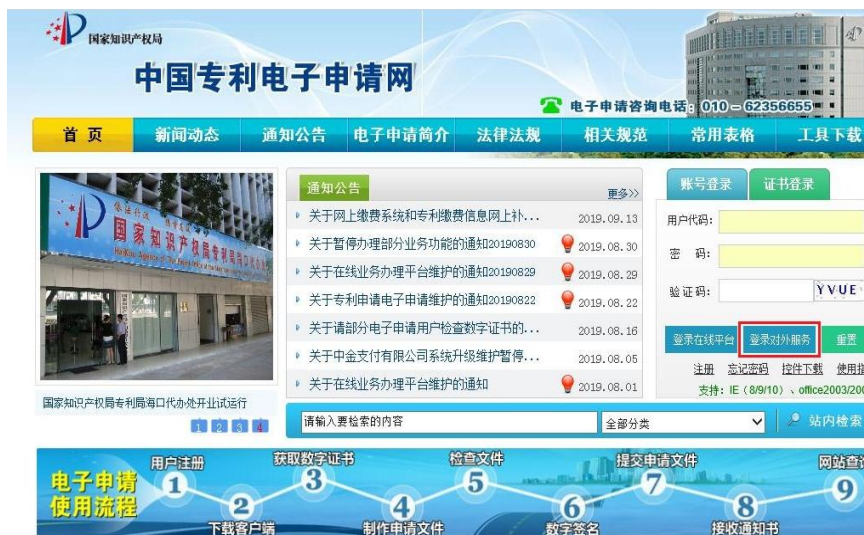 国家知识产权局
中国专利电子申请网
电子申请咨询电话：010-62356655
首 页 新闻动态 通知公告 电子申请简介 法律法规 相关规范 常用表格 工具下载
依法行政
国家知识产权局专利局海口代办处
国家知识产权局专利局海口代办处开业试运行
1 2 3 4
通知公告 更多>>
关于网上缴费系统和专利缴费信息网上补... 2019.09.13
关于暂停办理部分业务功能的通知20190830 2019.08.30
关于在线业务办理平台维护的通知20190829 2019.08.29
关于专利申请电子申请维护的通知20190822 2019.08.22
关于请部分电子申请用户检查数字证书的... 2019.08.16
关于中金支付有限公司系统升级维护暂停... 2019.08.05
关于在线业务办理平台维护的通知 2019.08.01
账号登录 证书登录
用户代码：
密 码：
验证码： YVUE
登录在线平台 登录对外服务 重置
注册 忘记密码 控件下载 使用指
支持：IE（8/9/10）、office2003/200
请输入要检索的内容 全部分类 站内检索
电子申请
使用流程
用户注册 获取数字证书 检查文件 提交申请文件 网站查询
1 3 5 7 9
2 4 6 8
下载客户端 制作申请文件 数字签名 接收通知书